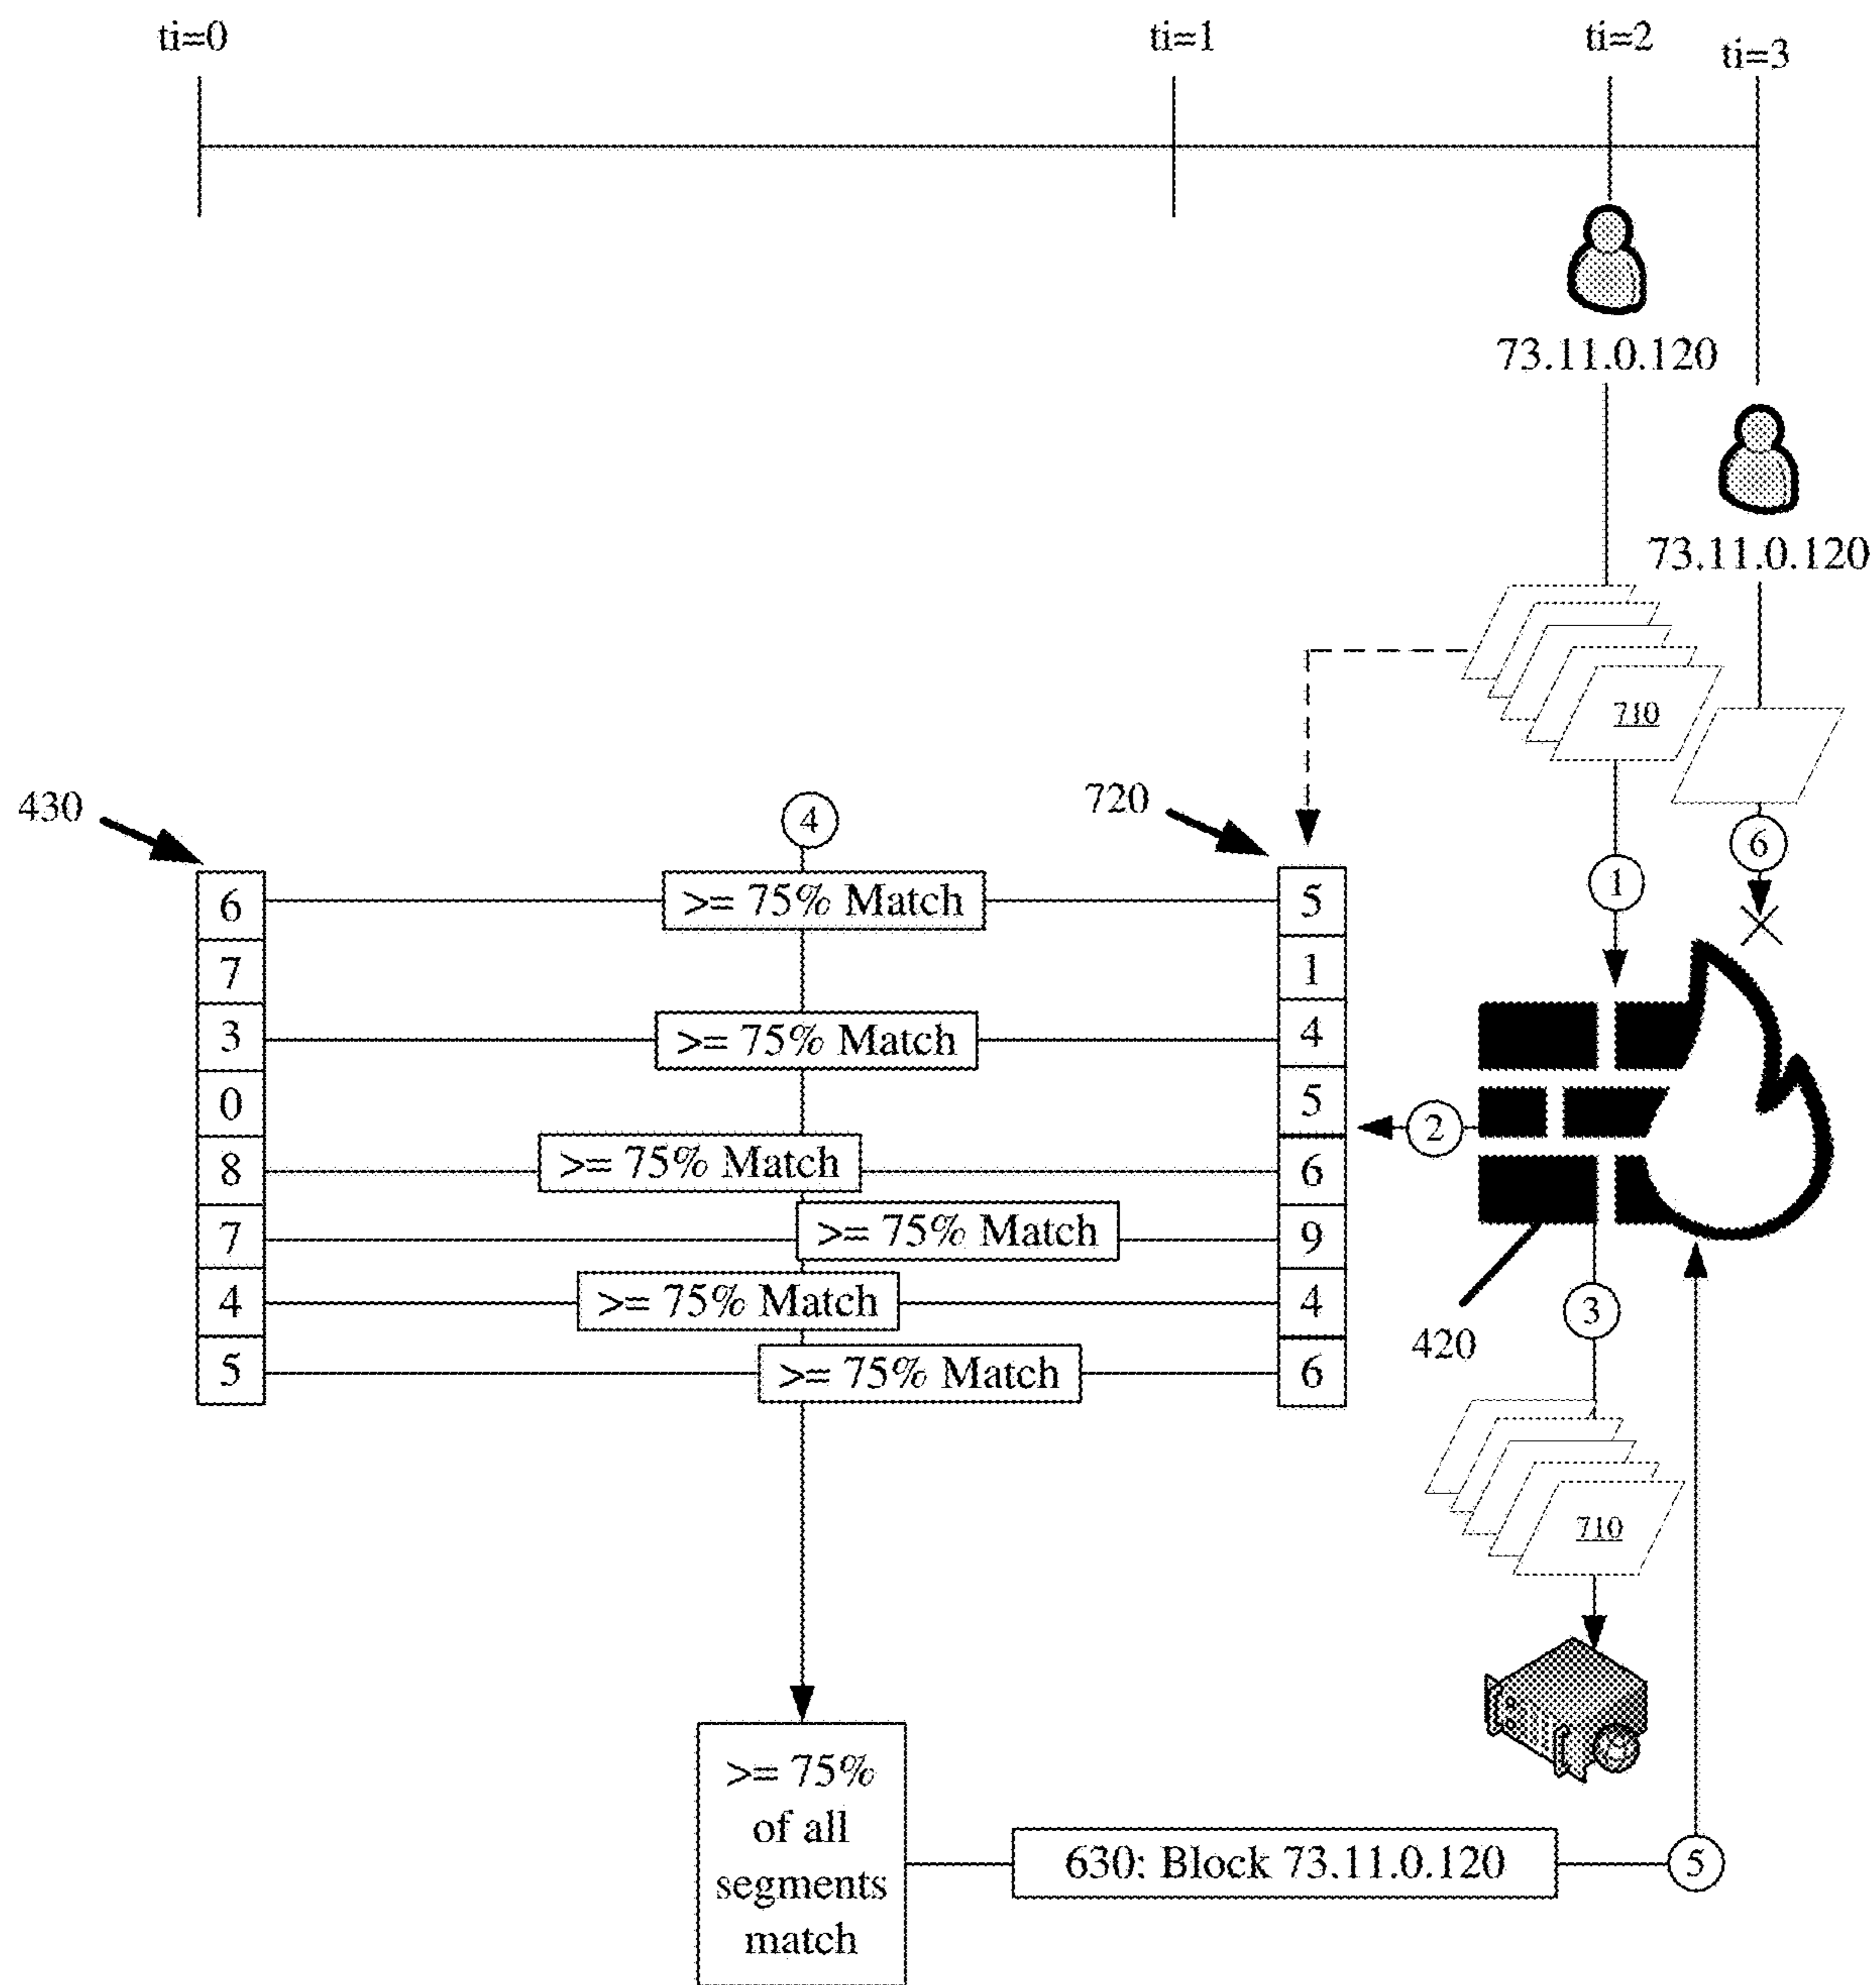 ti=0
ti=1
ti=2
ti=3
73.11.0.120
73.11.0.120
710
430
4
720
6
1
6
>= 75% Match
5
7
1
3
>= 75% Match
4
0
5
2
8
>= 75% Match
6
7
>= 75% Match
9
4
>= 75% Match
4
3
420
5
>= 75% Match
6
710
>= 75%
of all
segments
match
630: Block 73.11.0.120
5